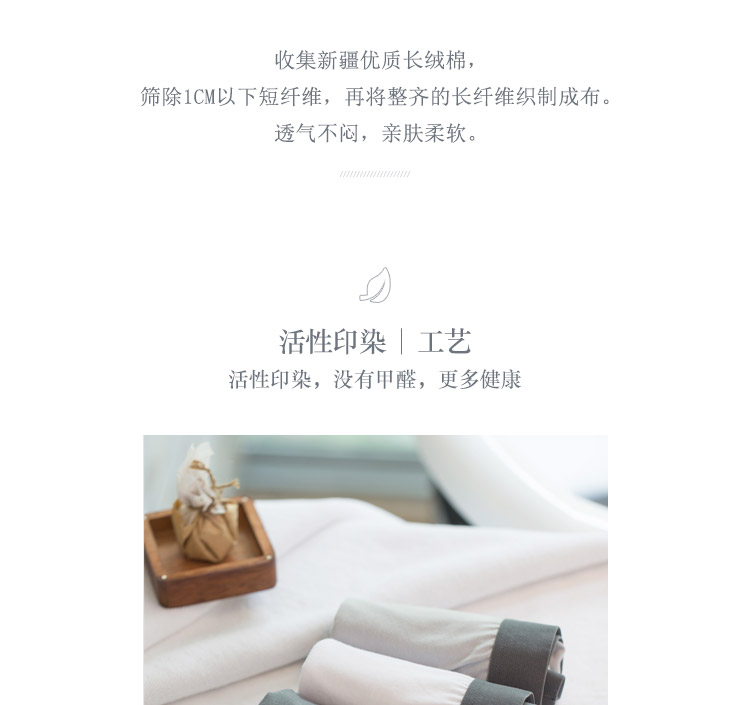 收集新疆优质长绒棉，
筛除1CM以下短纤维，再将整齐的长纤维织制成布。
透气不闷，亲肤柔软。
活性印染｜工艺
活性印染，没有甲醛，更多健康